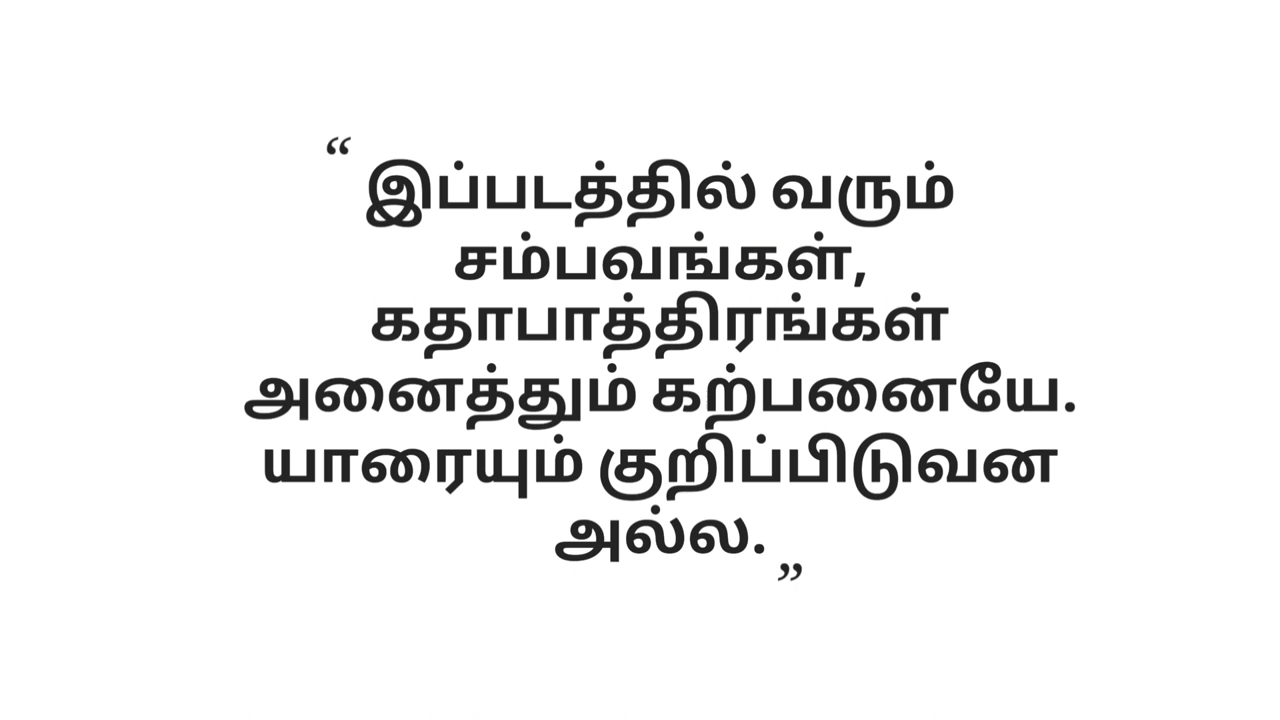 “ இப்படத்தில் வரும்
சம்பவங்கள்,
கதாபாத்திரங்கள்
அனைத்தும் கற்பனையே.
யாரையும் குறிப்பிடுவன
அல்ல. ”